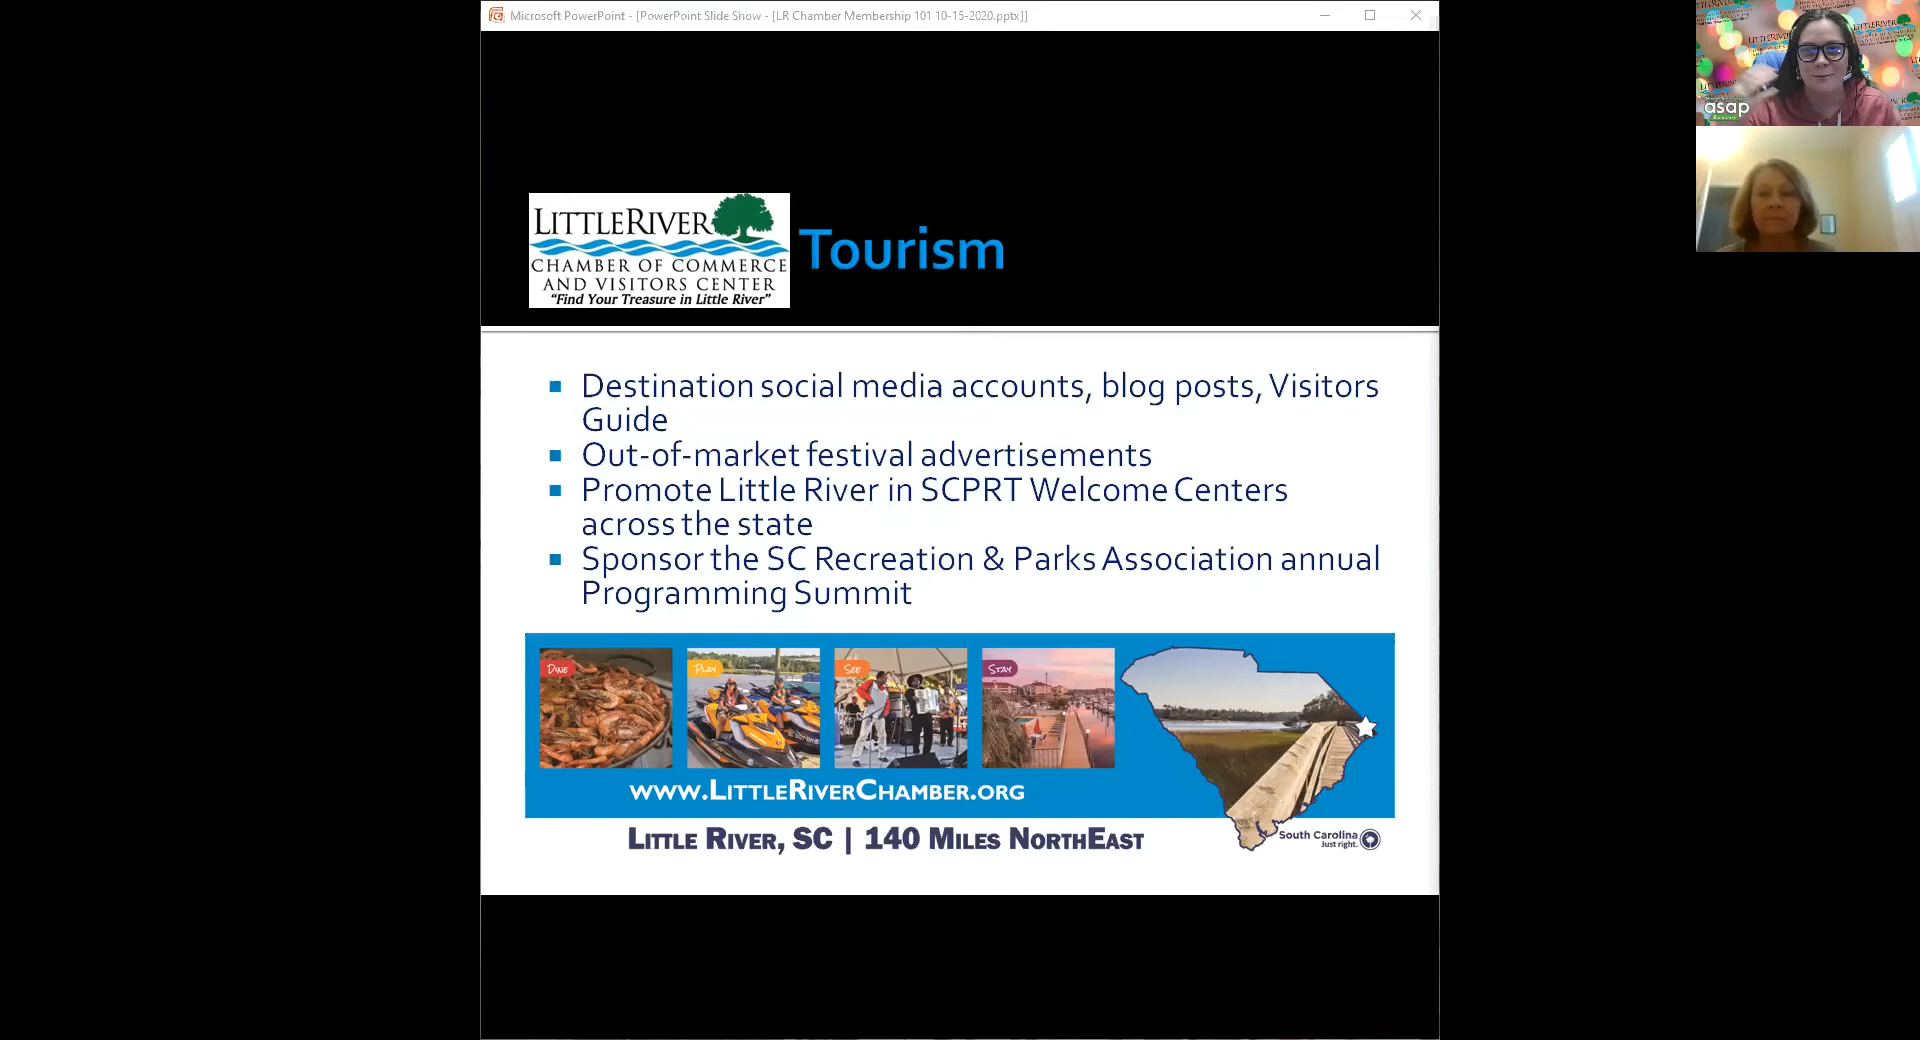 Microsoft PowerPoint - [PowerPoint Slide Show - [LR Chamber Membership 101 10-15-2020.pptx]]
LITTLE RIVER
CHAMBER OF COMMERCE
AND VISITORS CENTER
"Find Your Treasure in Little River"
Tourism
Destination social media accounts, blog posts, Visitors
Guide
Out-of-market festival advertisements
Promote Little River in SCPRT Welcome Centers
across the state
Sponsor the SC Recreation & Parks Association annual
Programming Summit
DINE
PLAY
SEE
STAY
WWW.LITTLERIVERCHAMBER.ORG
LITTLE RIVER, SC | 140 MILES NORTHEAST
South Carolina
Just right.
asap